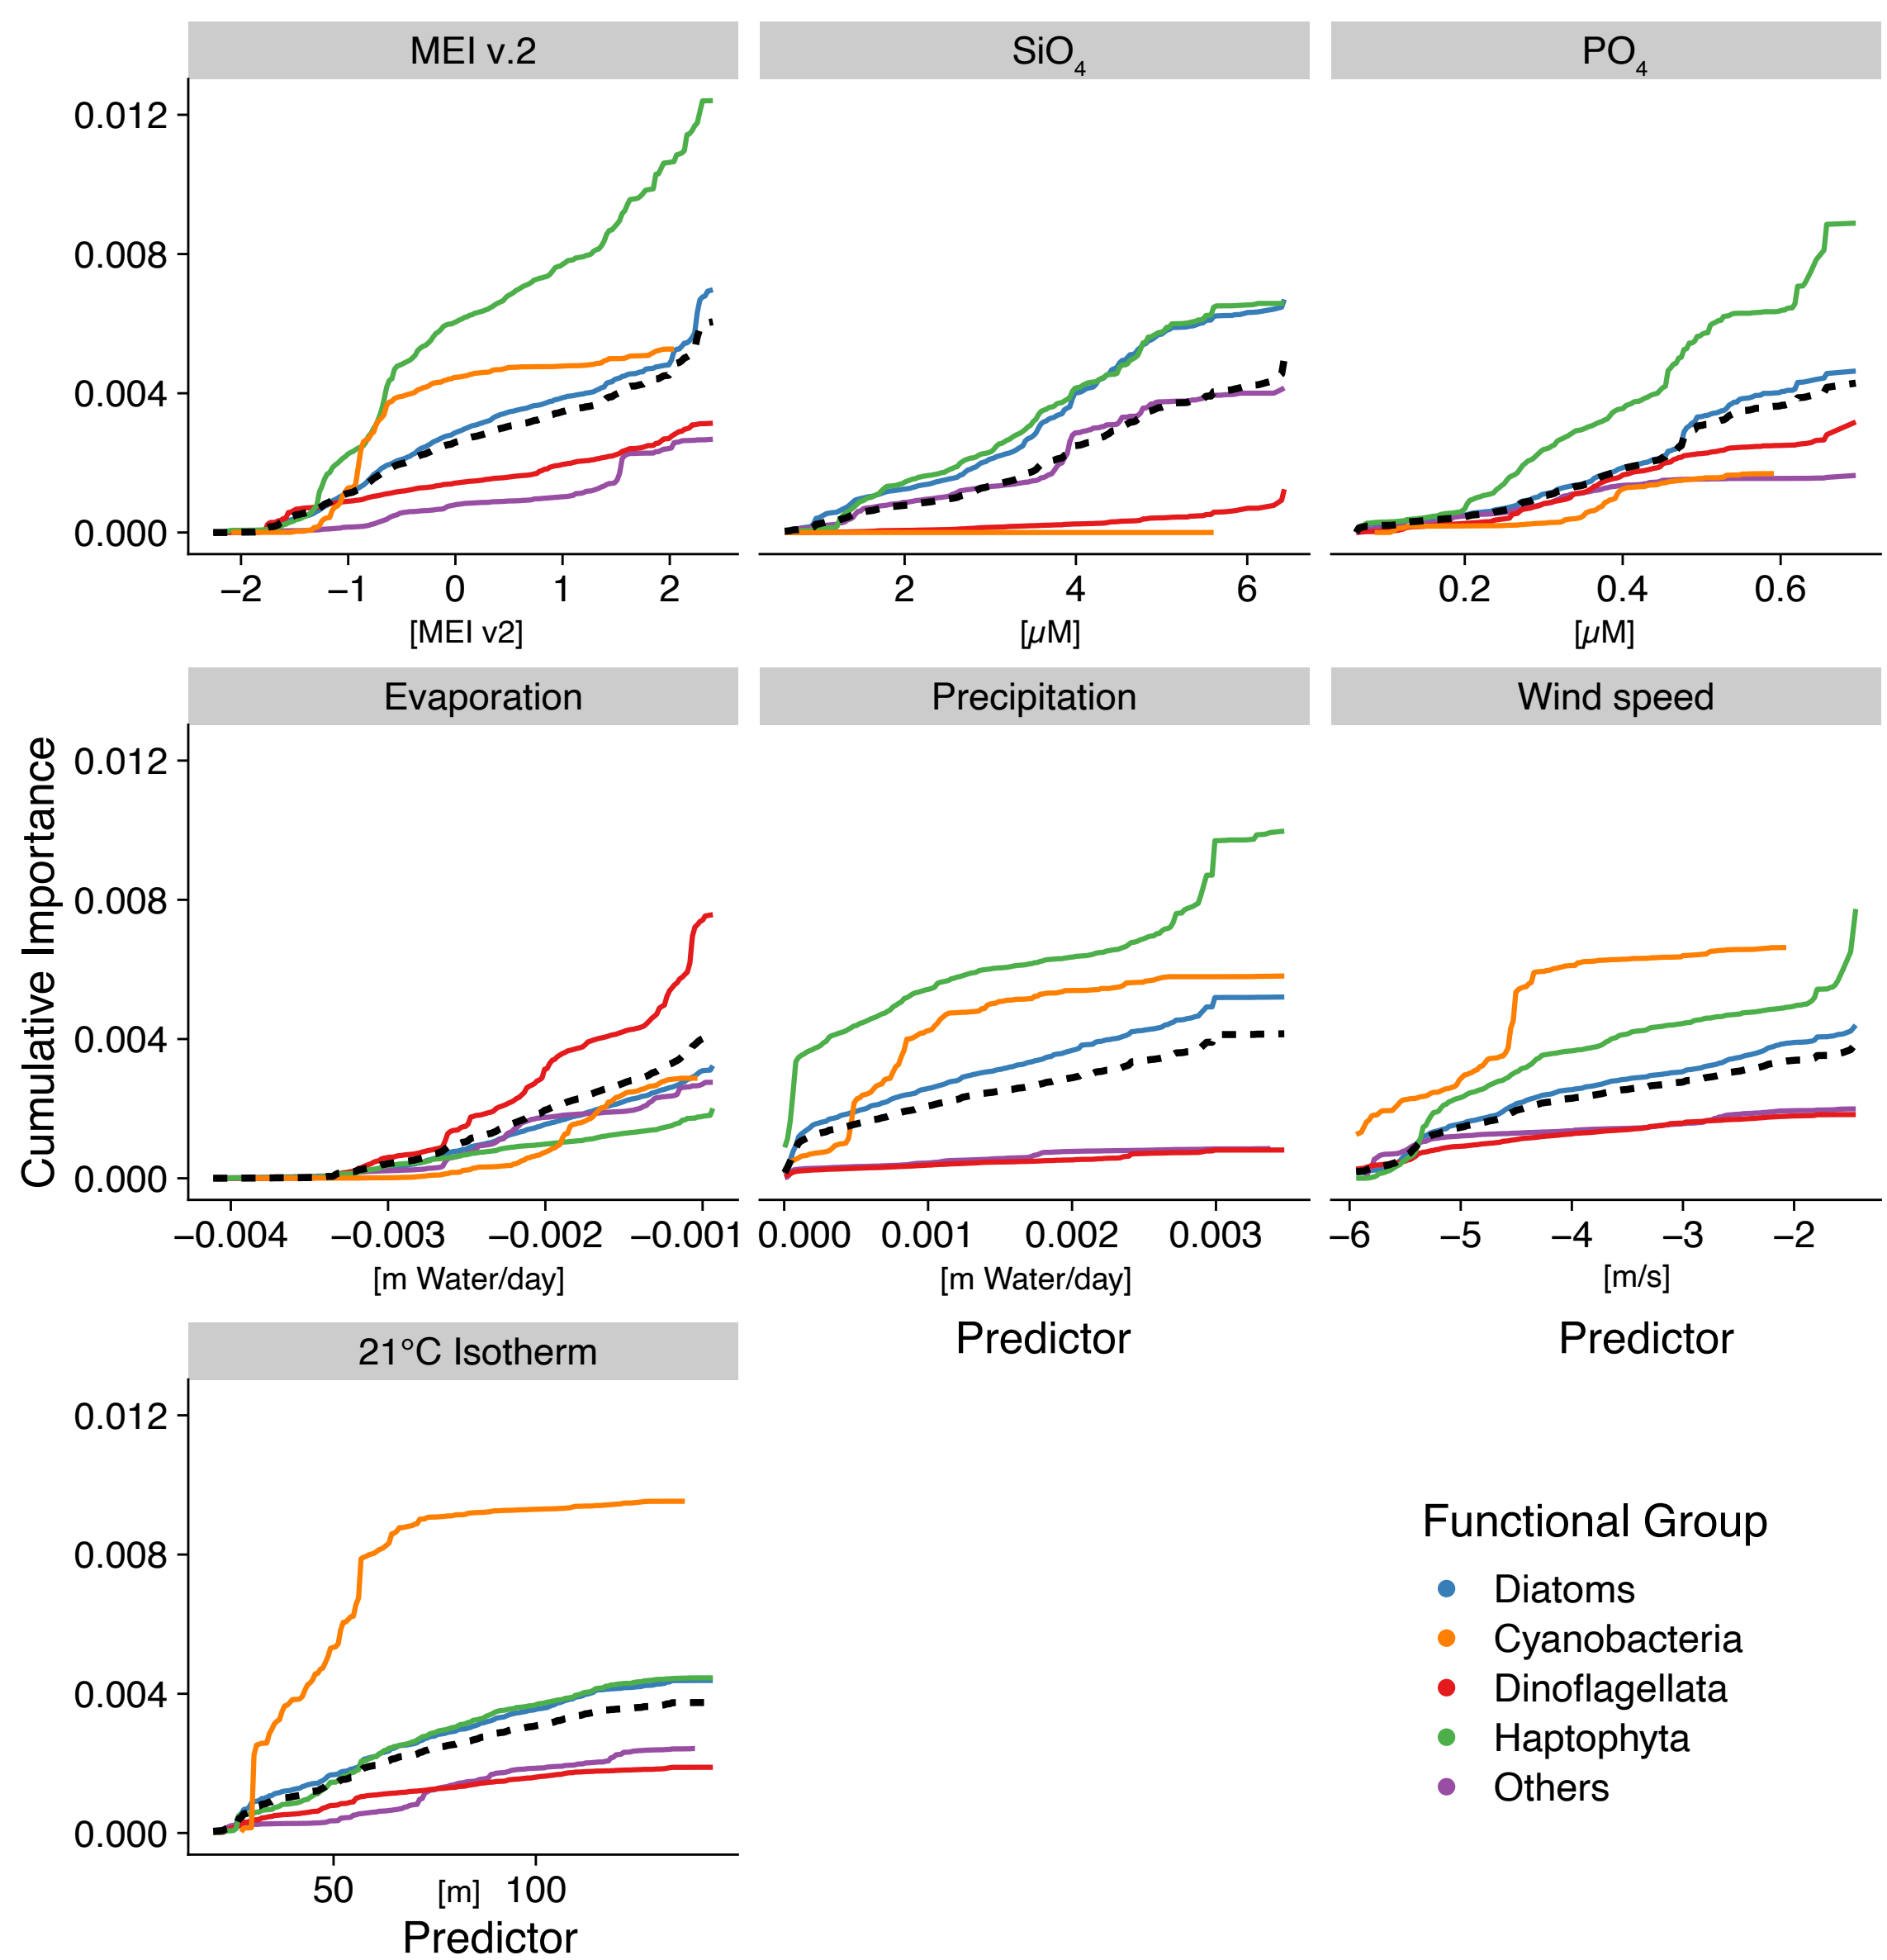 MEI v.2
SiO₄
PO₄
0.012
0.008
0.004
0.000
−2 −1 0 1 2
[MEI v2]
2 4 6
[µM]
0.2 0.4 0.6
[µM]
Evaporation
Precipitation
Wind speed
Cumulative Importance
0.012
0.008
0.004
0.000
−0.004 −0.003 −0.002 −0.001
[m Water/day]
0.000 0.001 0.002 0.003
[m Water/day]
Predictor
−6 −5 −4 −3 −2
[m/s]
Predictor
21°C Isotherm
0.012
0.008
0.004
0.000
50 [m] 100
Predictor
Functional Group
Diatoms
Cyanobacteria
Dinoflagellata
Haptophyta
Others